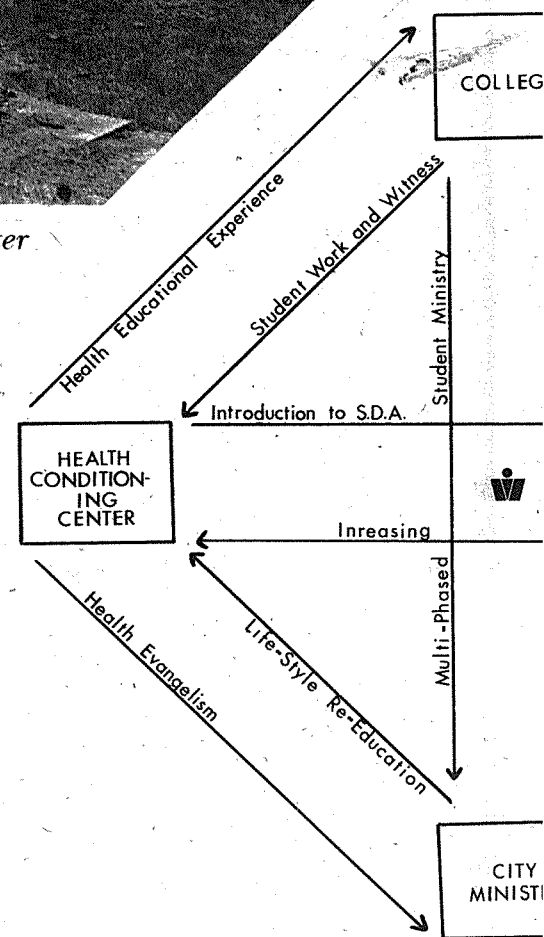 er
COLLEG
Health Educational Experience
Student Work and Witness
Student Ministry
Introduction to S.D.A.
HEALTH
CONDITION-
ING
CENTER
Inreasing
Multi-Phased
Health Evangelism
Life-Style Re-Education
CITY
MINIST